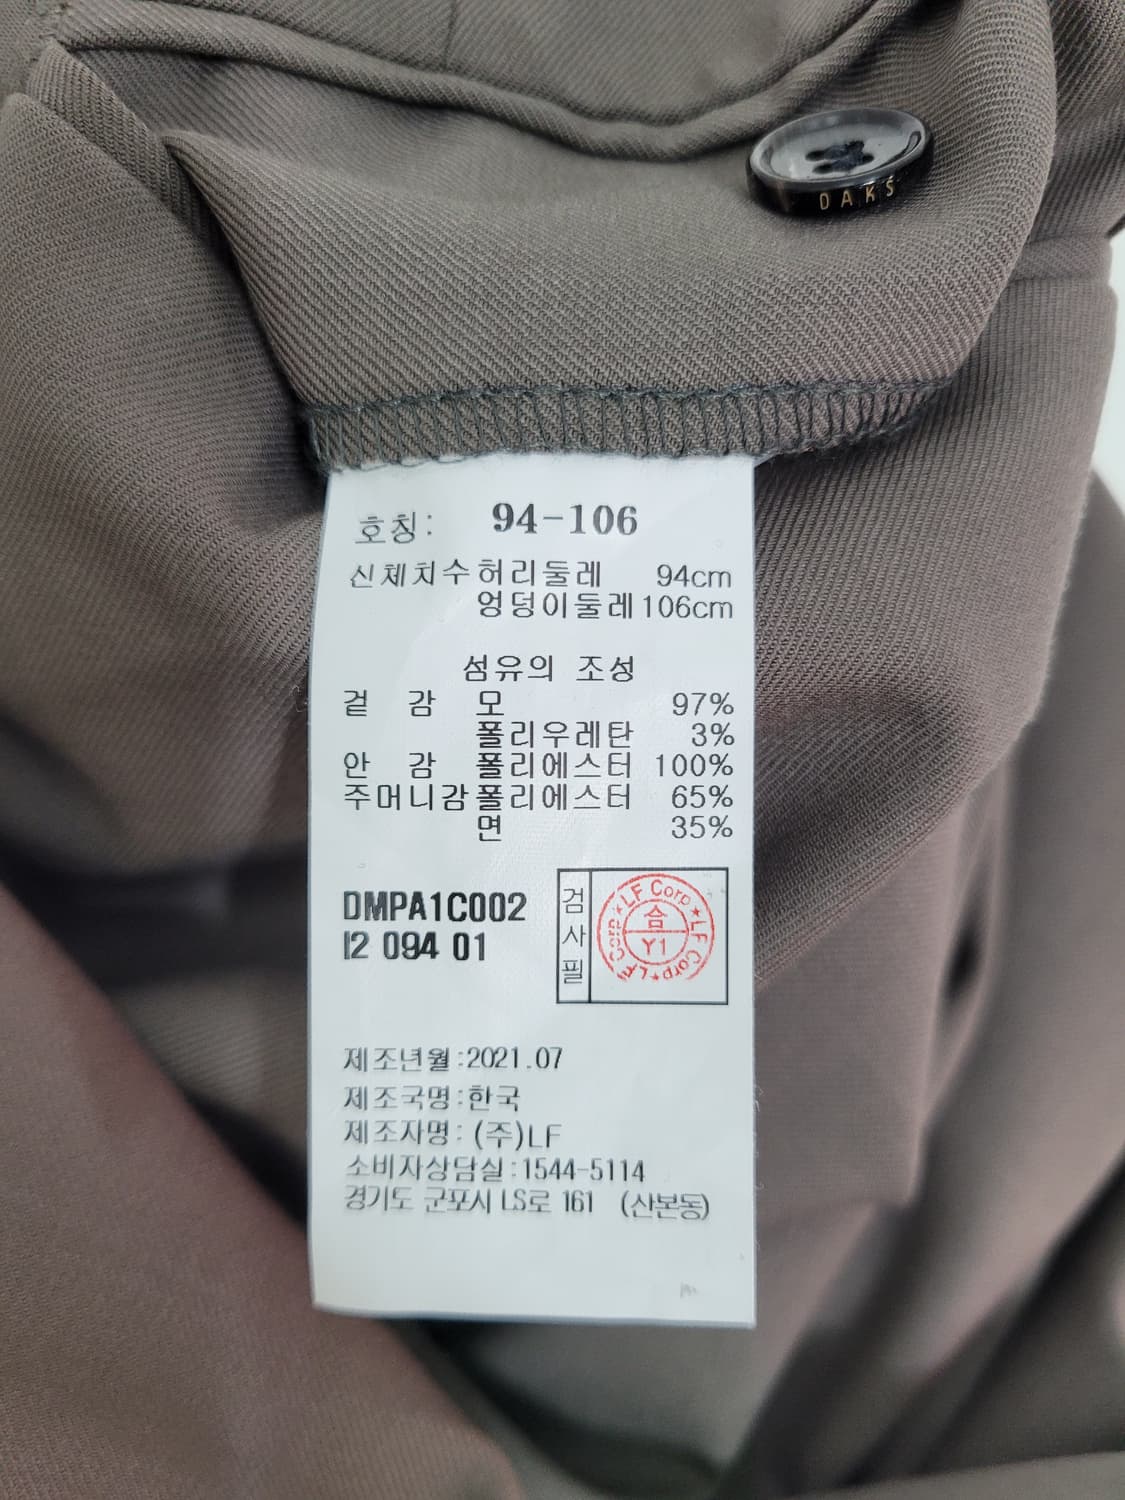 DAKS
호칭: 94-106
신체치수 허리둘레 94cm
엉덩이둘레 106cm
섬유의 조성
겉 감 모 97%
폴리우레탄 3%
안 감 폴리에스터 100%
주머니감 폴리에스터 65%
면 35%
DMPA1C002
I2 094 01
검사필
LF Corp ★ LF Corp ★ LF Corp ★
合
Y1
제조년월:2021.07
제조국명:한국
제조자명: (주)LF
소비자상담실:1544-5114
경기도 군포시 LS로 161 (산본동)